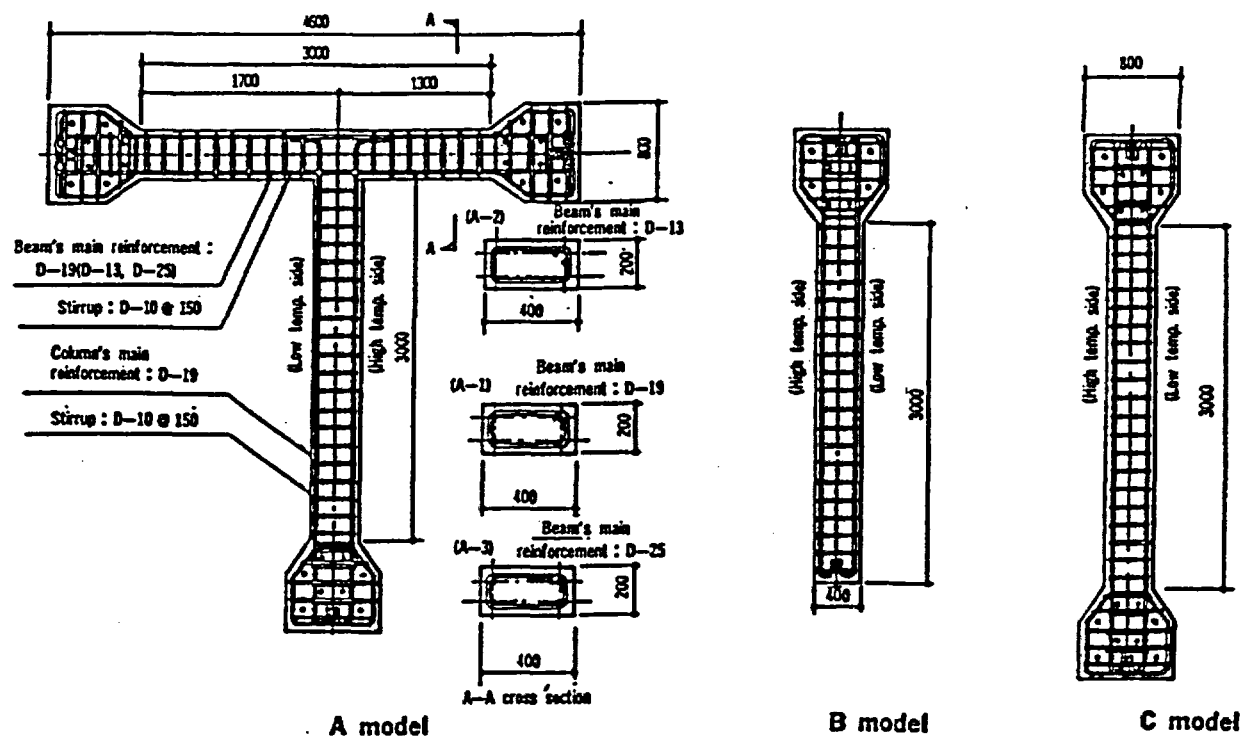 4600
A
3000
1700
1300
800
Beam's main reinforcement :
D-19(D-13, D-25)
Stirrup : D-10 @ 150
Column's main
reinforcement : D-19
Stirrup : D-10 @ 150
(Low temp. side)
(High temp. side)
3000
A
(A-2)
Beam's main
reinforcement : D-13
200
400
(A-1)
Beam's main
reinforcement : D-19
200
400
(A-3)
Beam's main
reinforcement : D-25
200
400
A-A cross section
A model
(High temp. side)
(Low temp. side)
3000
400
B model
800
(High temp. side)
(Low temp. side)
3000
C model